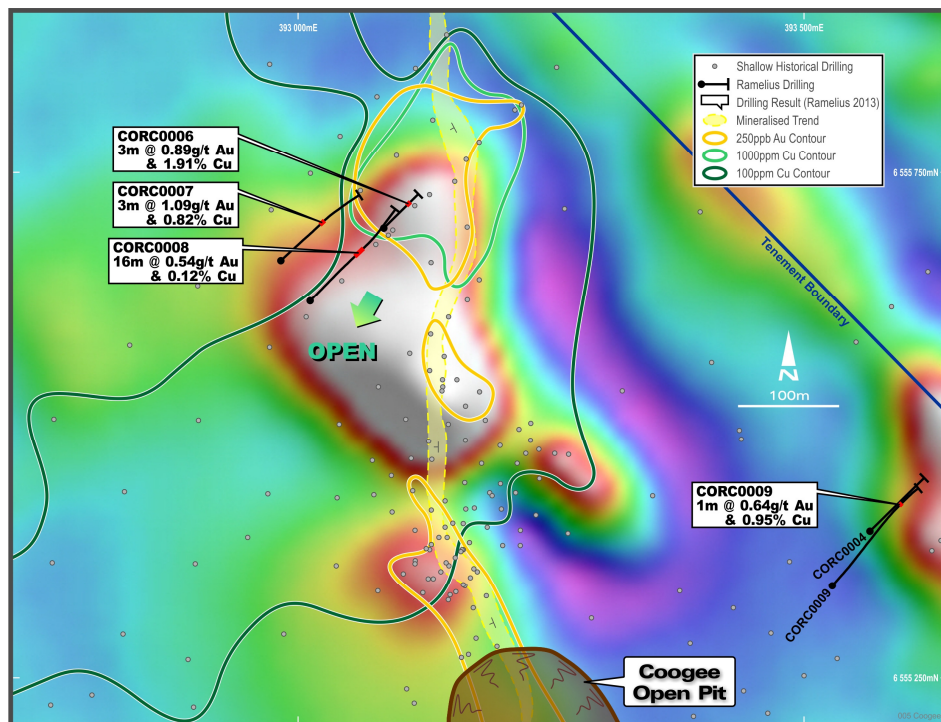 393 000mE
393 500mE
Shallow Historical Drilling
Ramelius Drilling
Drilling Result (Ramelius 2013)
Mineralised Trend
250ppb Au Contour
1000ppm Cu Contour
100ppm Cu Contour
CORC0006
3m @ 0.89g/t Au
& 1.91% Cu
CORC0007
3m @ 1.09g/t Au
& 0.82% Cu
CORC0008
16m @ 0.54g/t Au
& 0.12% Cu
6 555 750mN
Tenement Boundary
OPEN
N
100m
CORC0009
1m @ 0.64g/t Au
& 0.95% Cu
CORC0004
CORC0009
Coogee
Open Pit
6 555 250mN